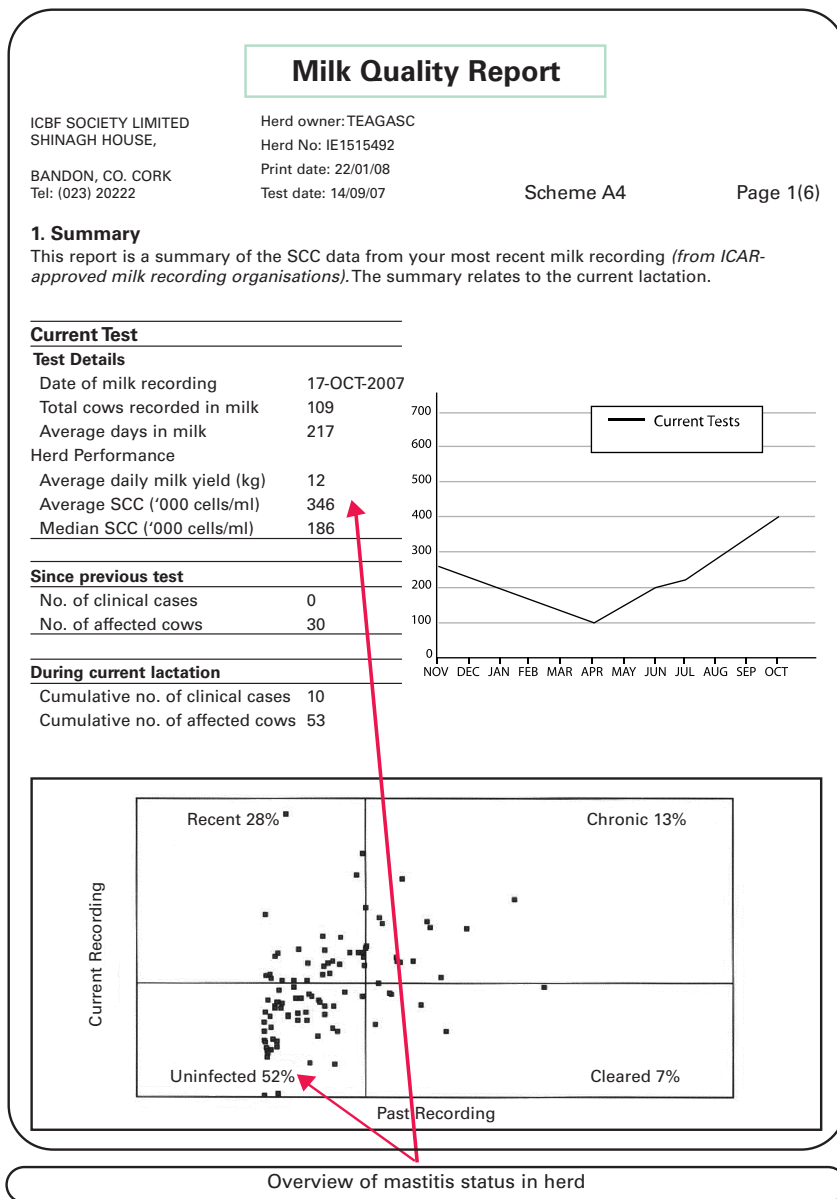 Milk Quality Report
ICBF SOCIETY LIMITED
SHINAGH HOUSE,
BANDON, CO. CORK
Tel: (023) 20222
Herd owner: TEAGASC
Herd No: IE1515492
Print date: 22/01/08
Test date: 14/09/07
Scheme A4
Page 1(6)
1. Summary
This report is a summary of the SCC data from your most recent milk recording (from ICAR-
approved milk recording organisations). The summary relates to the current lactation.
Current Test
Test Details
Date of milk recording 17-OCT-2007
Total cows recorded in milk 109
Average days in milk 217
Herd Performance
Average daily milk yield (kg) 12
Average SCC (‘000 cells/ml) 346
Median SCC (‘000 cells/ml) 186
Since previous test
No. of clinical cases 0
No. of affected cows 30
During current lactation
Cumulative no. of clinical cases 10
Cumulative no. of affected cows 53
Current Tests
700
600
500
400
300
200
100
0
NOV DEC JAN FEB MAR APR MAY JUN JUL AUG SEP OCT
Recent 28%
Chronic 13%
Current Recording
Uninfected 52%
Cleared 7%
Past Recording
Overview of mastitis status in herd